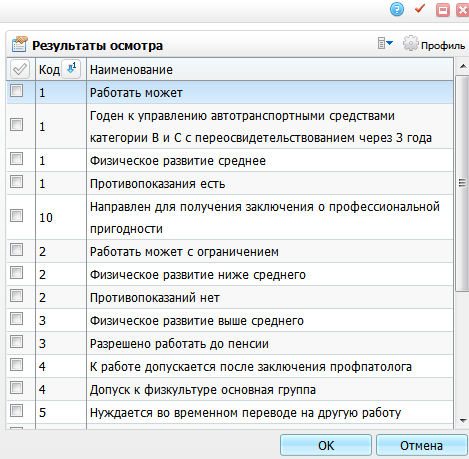 Результаты осмотра Профиль
Код 1 Наименование
1 Работать может
Годен к управлению автотранспортными средствами
1
категории В и С с переосвидетельствованием через 3 года
1 Физическое развитие среднее
1 Противопоказания есть
Направлен для получения заключения о профессиональной
10
пригодности
2 Работать может с ограничением
2 Физическое развитие ниже среднего
2 Противопоказаний нет
3 Физическое развитие выше среднего
3 Разрешено работать до пенсии
4 К работе допускается после заключения профпатолога
4 Допуск к физкультуре основная группа
5 Нуждается во временном переводе на другую работу
ОК Отмена